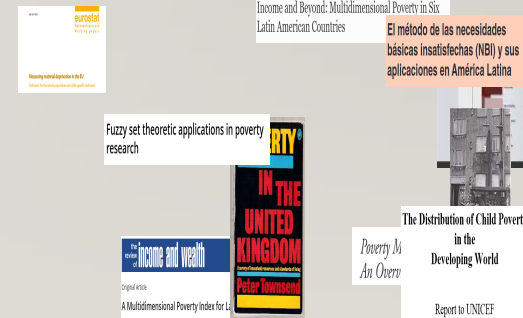 eurostat
Measuring material deprivation in the EU
Income and Beyond: Multidimensional Poverty in Six
Latin American Countries
El método de las necesidades
básicas insatisfechas (NBI) y sus
aplicaciones en América Latina
Fuzzy set theoretic applications in poverty
research
RTY
IN THE
UNITED
KINGDOM
Peter Townsend
the
review
of
income and wealth
Original Article
A Multidimensional Poverty Index for La
Poverty M
An Overv
The Distribution of Child Povert
in the
Developing World
Report to UNICEF